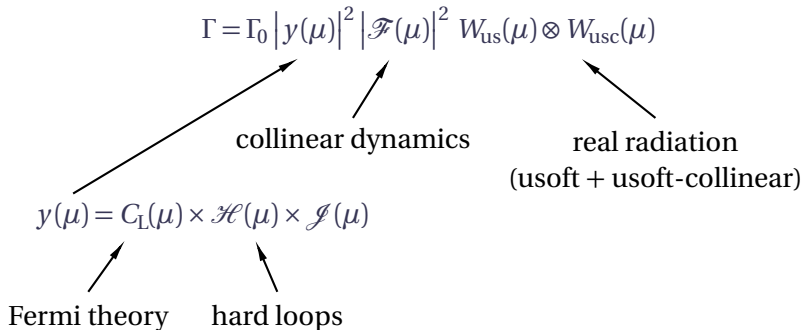 Γ = Γ₀ |y(μ)|² |ℱ(μ)|² W_us(μ) ⊗ W_usc(μ)
collinear dynamics
real radiation
(usoft + usoft-collinear)
y(μ) = C_L(μ) × ℋ(μ) × 𝒥(μ)
Fermi theory
hard loops